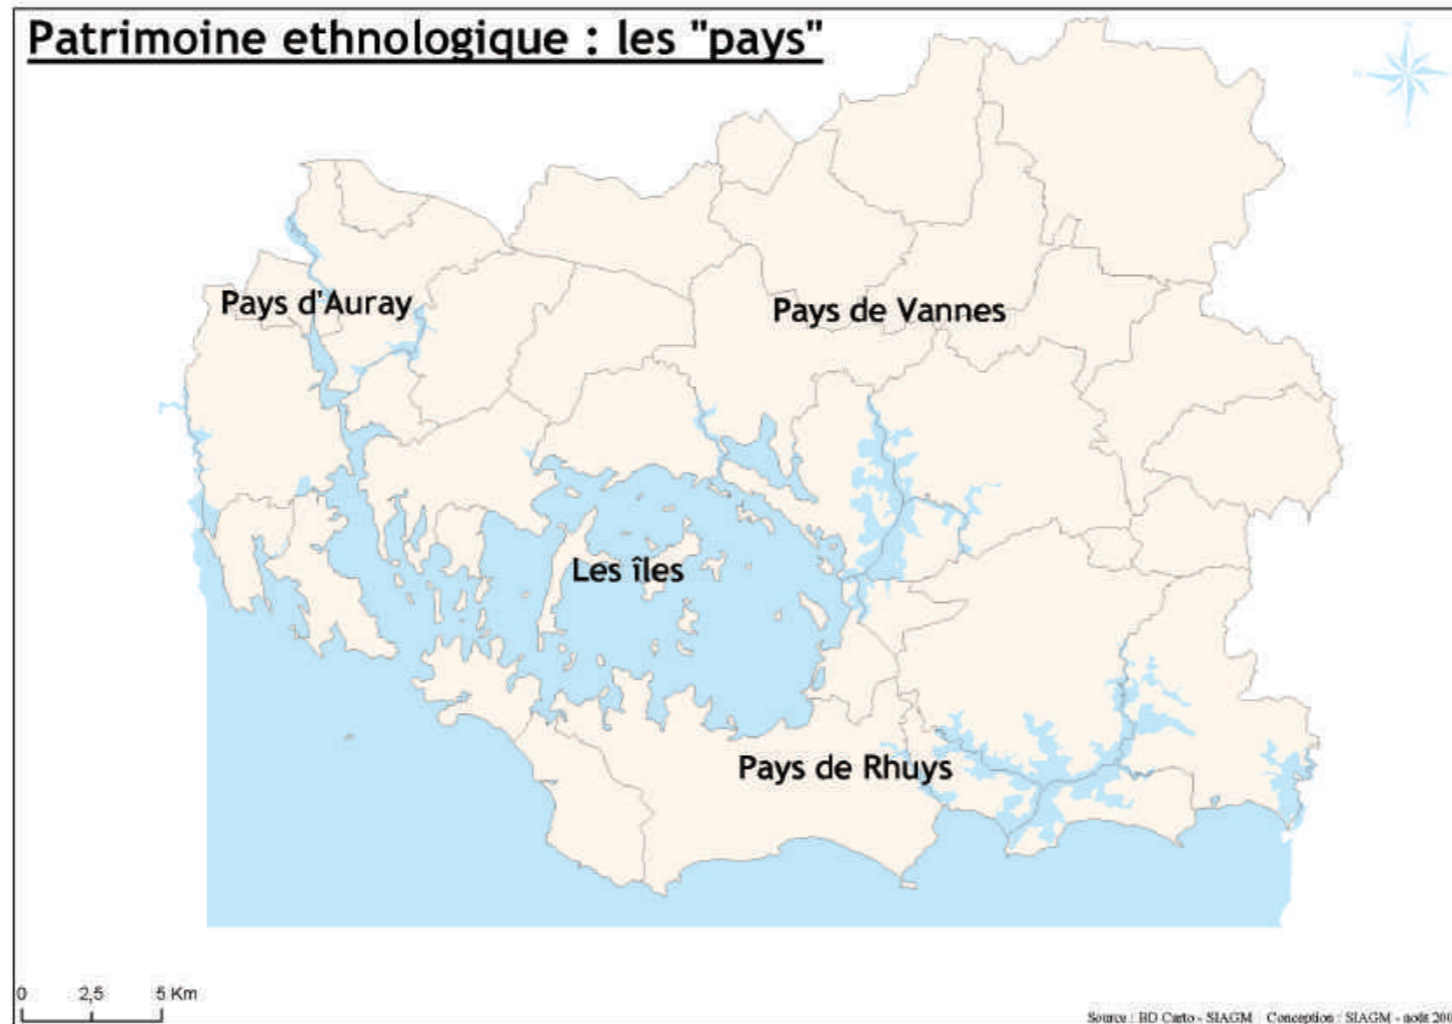 Patrimoine ethnologique : les "pays"
Pays d'Auray
Pays de Vannes
Les îles
Pays de Rhuys
0 2,5 5 Km
Source : BD Carto - SIAGM Conception : SIAGM - août